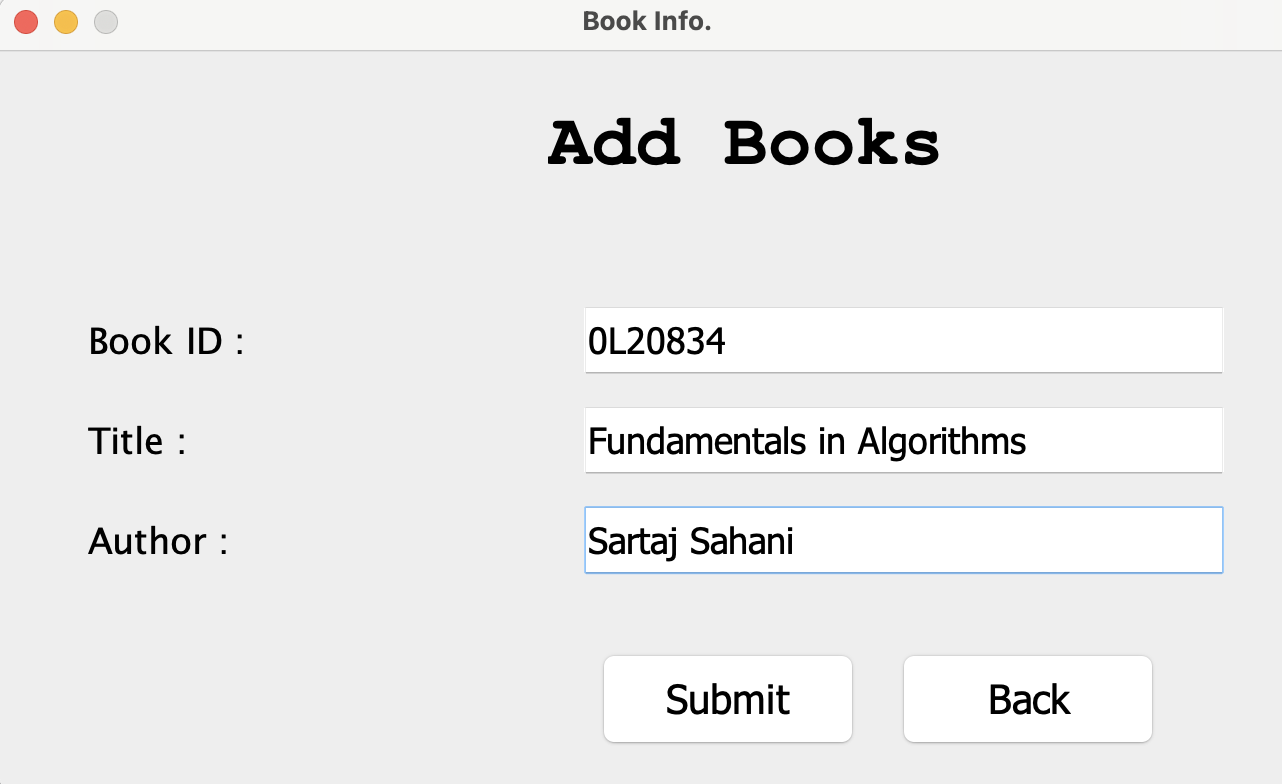 Book Info.
Add Books
Book ID : 0L20834
Title : Fundamentals in Algorithms
Author : Sartaj Sahani
Submit Back